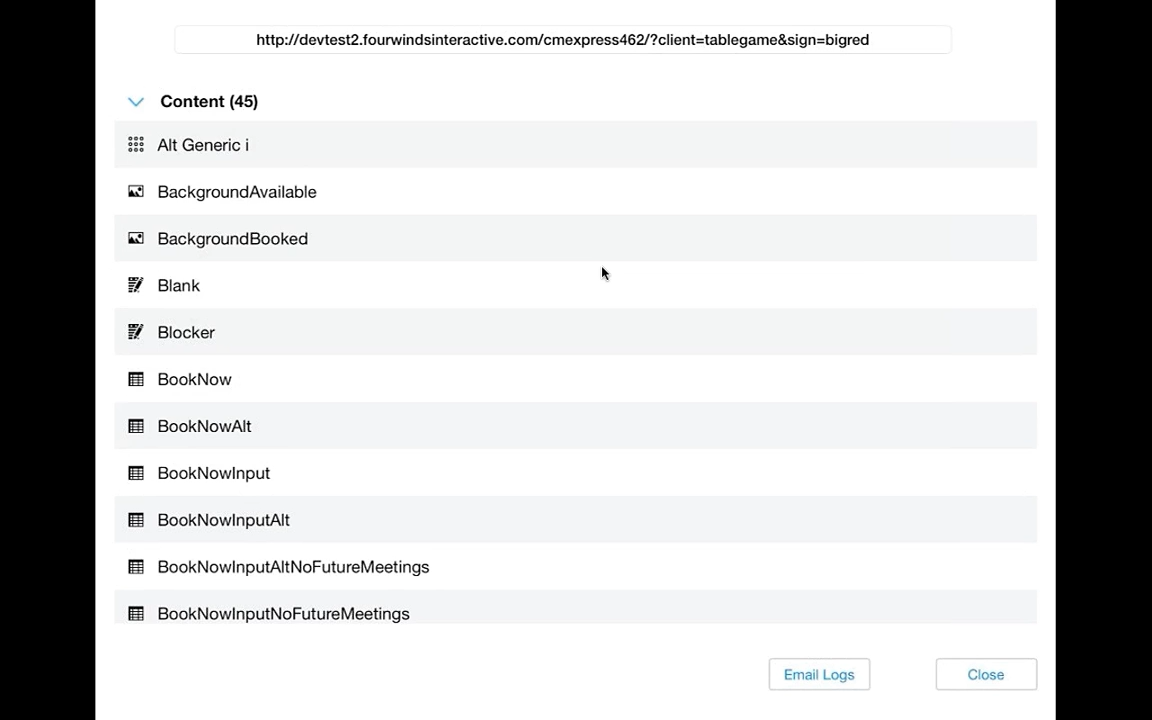 http://devtest2.fourwindsinteractive.com/cmexpress462/?client=tablegame&sign=bigred
Content (45)
Alt Generic i
BackgroundAvailable
BackgroundBooked
Blank
Blocker
BookNow
BookNowAlt
BookNowInput
BookNowInputAlt
BookNowInputAltNoFutureMeetings
BookNowInputNoFutureMeetings
Email Logs
Close